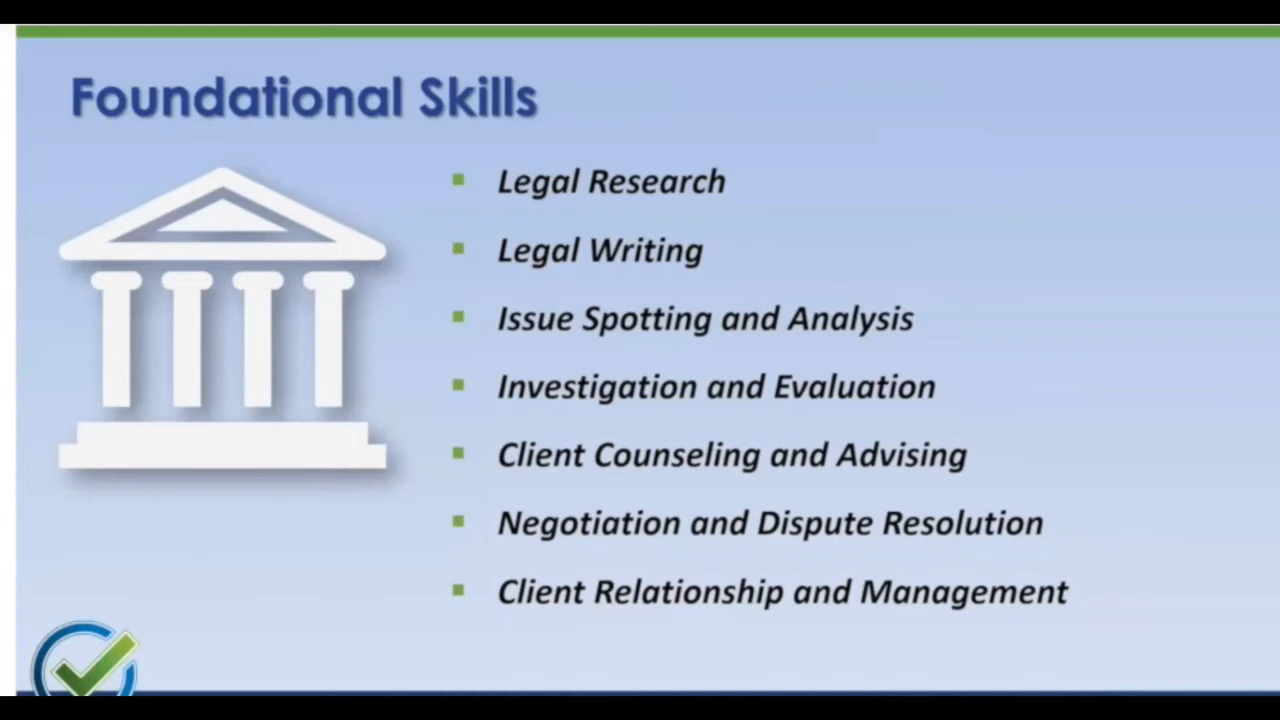 Foundational Skills
Legal Research
Legal Writing
Issue Spotting and Analysis
Investigation and Evaluation
Client Counseling and Advising
Negotiation and Dispute Resolution
Client Relationship and Management